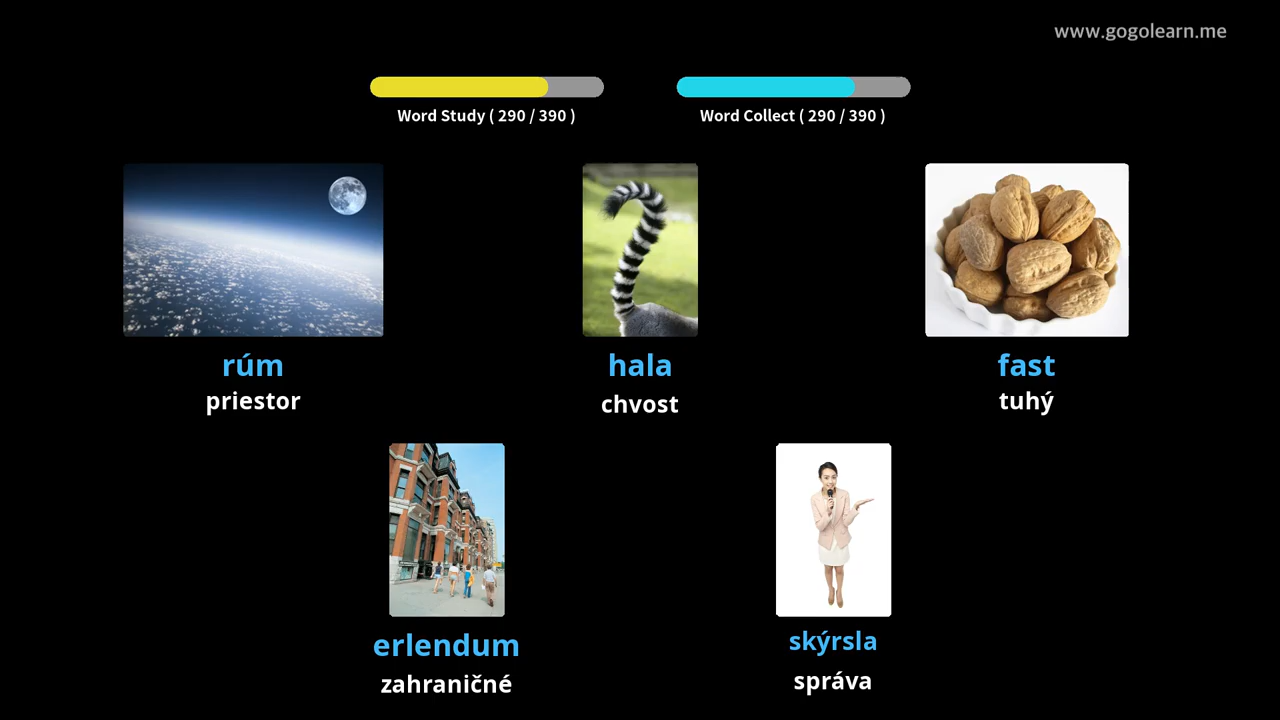 www.gogolearn.me
Word Study ( 290 / 390 )
Word Collect ( 290 / 390 )
rúm
priestor
hala
chvost
fast
tuhý
erlendum
zahraničné
skýrsla
správa